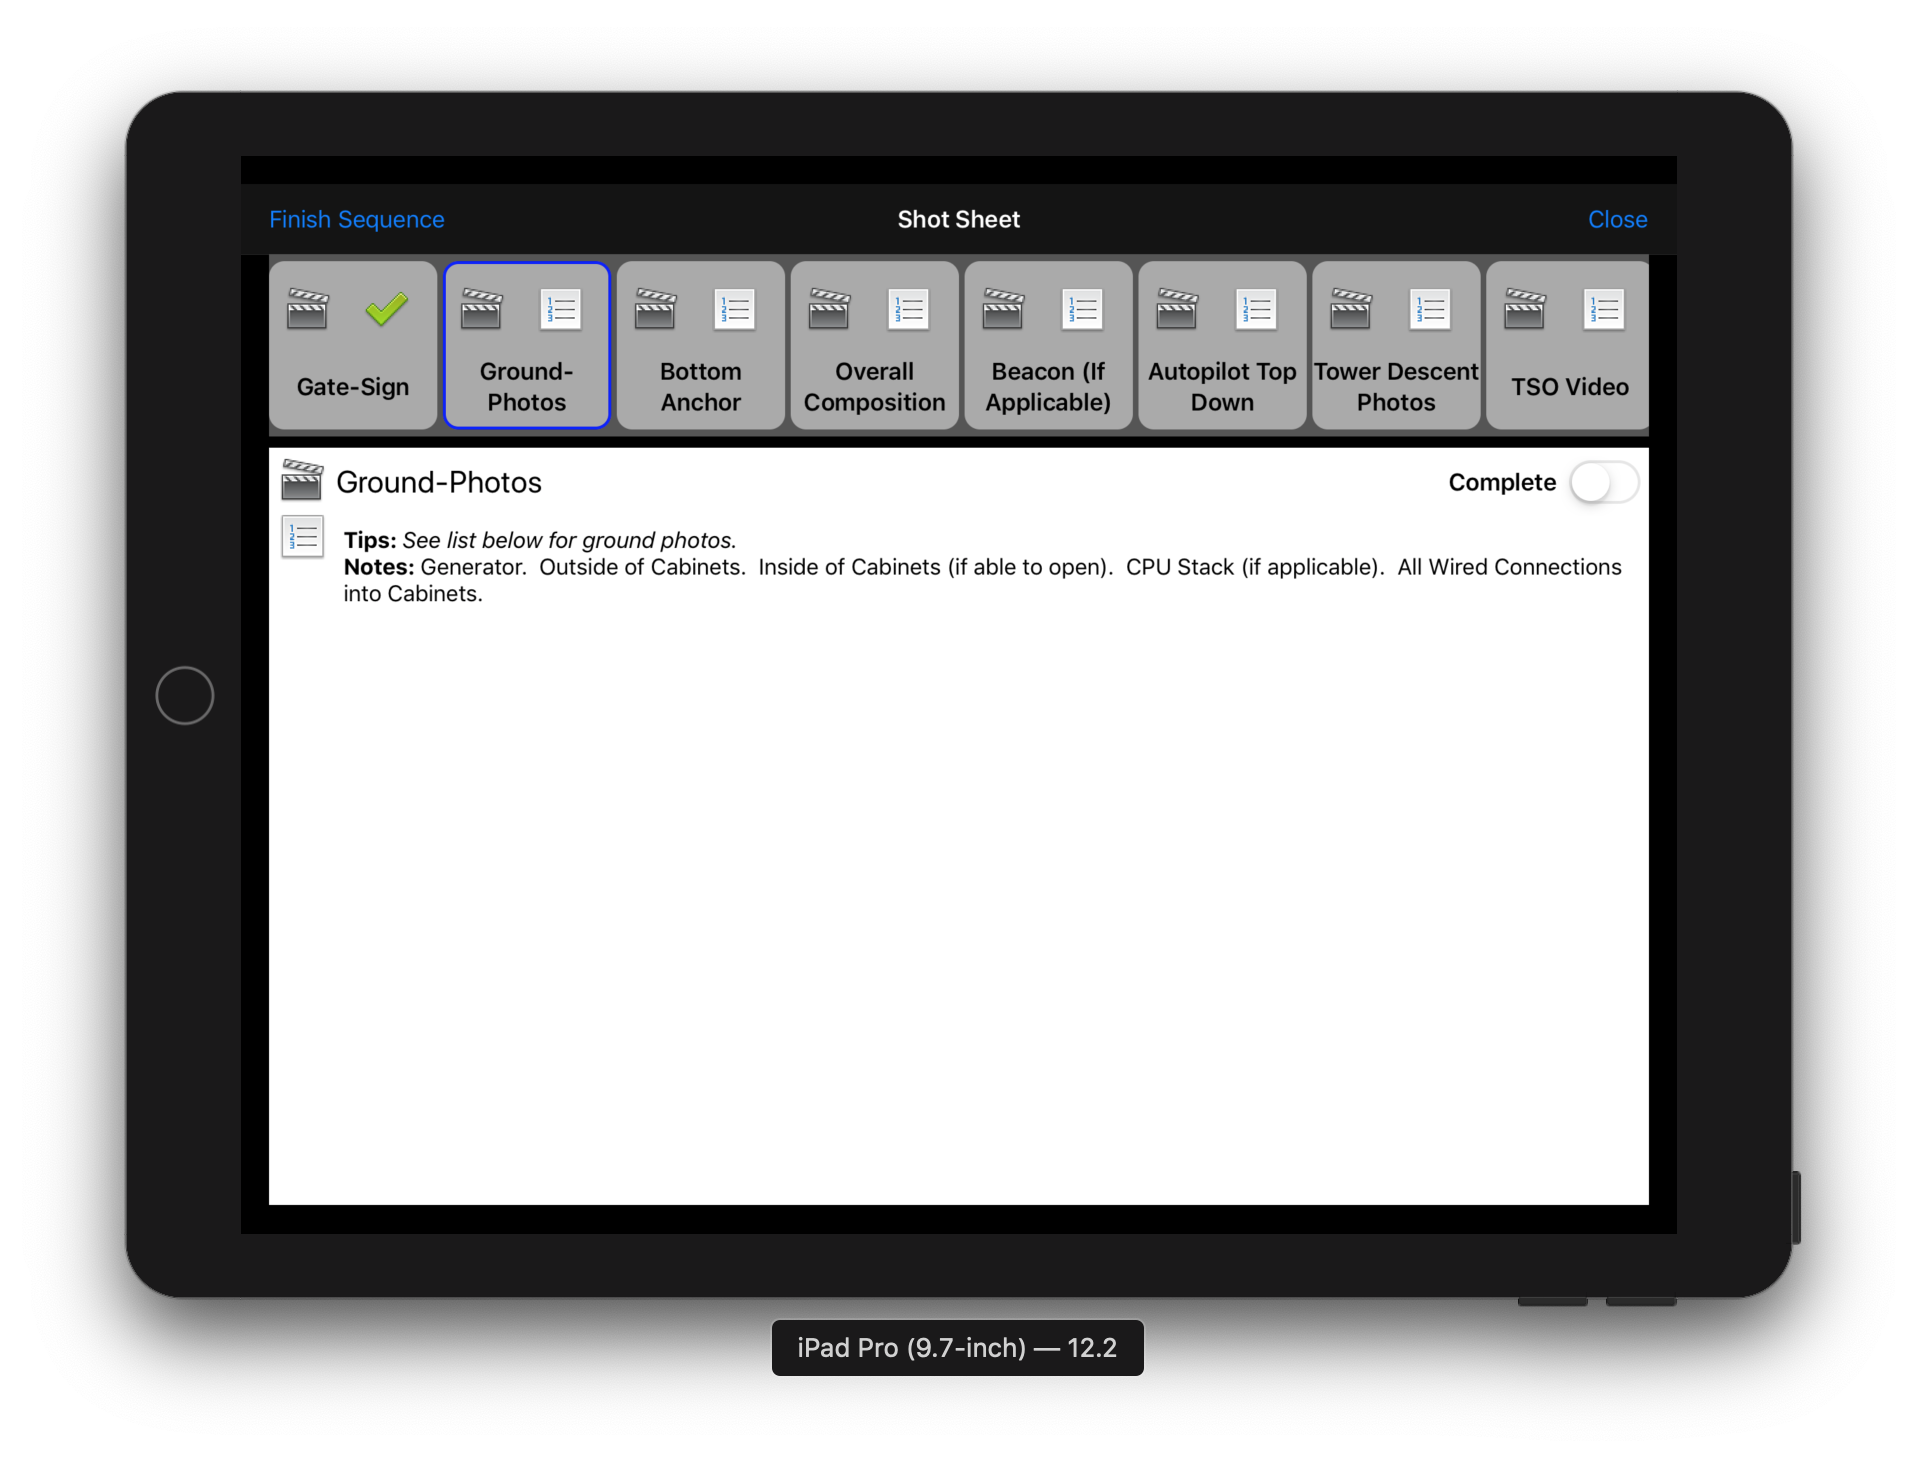 Finish Sequence
Shot Sheet
Close
Gate-Sign
Ground-
Photos
Bottom
Anchor
Overall
Composition
Beacon (If
Applicable)
Autopilot Top
Down
Tower Descent
Photos
TSO Video
Ground-Photos
Complete
Tips: See list below for ground photos.
Notes: Generator.  Outside of Cabinets.  Inside of Cabinets (if able to open).  CPU Stack (if applicable).  All Wired Connections
into Cabinets.
iPad Pro (9.7-inch) — 12.2